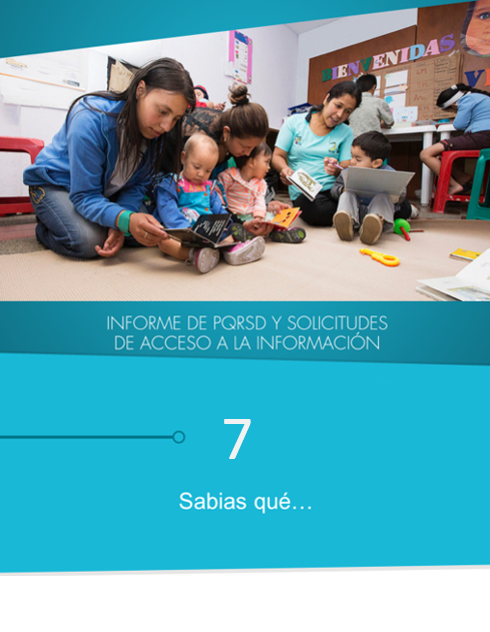 BIENVENIDAS
INFORME DE PQRSD Y SOLICITUDES
DE ACCESO A LA INFORMACIÓN
7
Sabias qué…